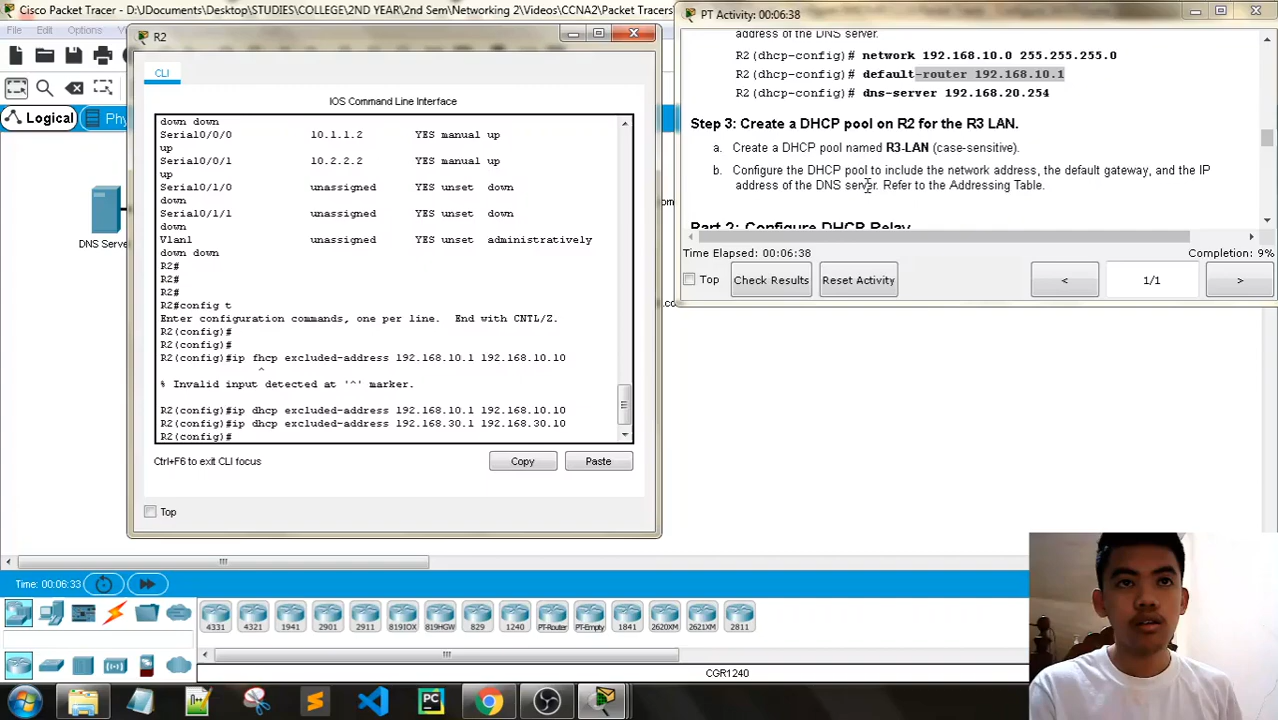 Cisco Packet Tracer - D:\JDocuments\Desktop\STUDIES\COLLEGE\2ND YEAR\2nd Sem\Networking 2\Videos\CCNA2\Packet Tracers
File Edit Options
Logical
Phy
DNS Serve
R2
CLI
IOS Command Line Interface
down down
Serial0/0/0 10.1.1.2 YES manual up
up
Serial0/0/1 10.2.2.2 YES manual up
up
Serial0/1/0 unassigned YES unset down
down
Serial0/1/1 unassigned YES unset down
down
Vlan1 unassigned YES unset administratively
down down
R2#
R2#
R2#
R2#config t
Enter configuration commands, one per line. End with CNTL/Z.
R2(config)#
R2(config)#
R2(config)#ip fhcp excluded-address 192.168.10.1 192.168.10.10
^
% Invalid input detected at '^' marker.
R2(config)#ip dhcp excluded-address 192.168.10.1 192.168.10.10
R2(config)#ip dhcp excluded-address 192.168.30.1 192.168.30.10
R2(config)#
Ctrl+F6 to exit CLI focus
Copy
Paste
Top
om
.co
PT Activity: 00:06:38
address of the DNS server.
R2(dhcp-config)# network 192.168.10.0 255.255.255.0
R2(dhcp-config)# default-router 192.168.10.1
R2(dhcp-config)# dns-server 192.168.20.254
Step 3: Create a DHCP pool on R2 for the R3 LAN.
a. Create a DHCP pool named R3-LAN (case-sensitive).
b. Configure the DHCP pool to include the network address, the default gateway, and the IP
address of the DNS server. Refer to the Addressing Table.
Part 2: Configure DHCP Relay
Time Elapsed: 00:06:38
Completion: 9%
Top
Check Results
Reset Activity
<
1/1
>
Time: 00:06:33
4331 4321 1941 2901 2911 819IOX 819HGW 829 1240 PT-Router PT-Empty 1841 2620XM 2621XM 2811
CGR1240